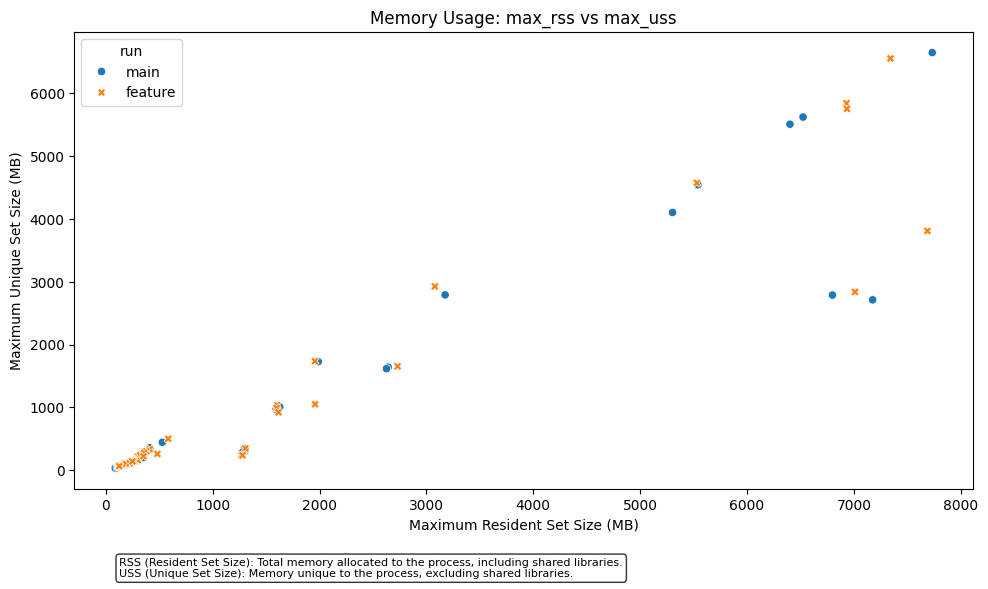 Memory Usage: max_rss vs max_uss
run
main
feature
Maximum Unique Set Size (MB)
6000
5000
4000
3000
2000
1000
0
0 1000 2000 3000 4000 5000 6000 7000 8000
Maximum Resident Set Size (MB)
RSS (Resident Set Size): Total memory allocated to the process, including shared libraries.
USS (Unique Set Size): Memory unique to the process, excluding shared libraries.